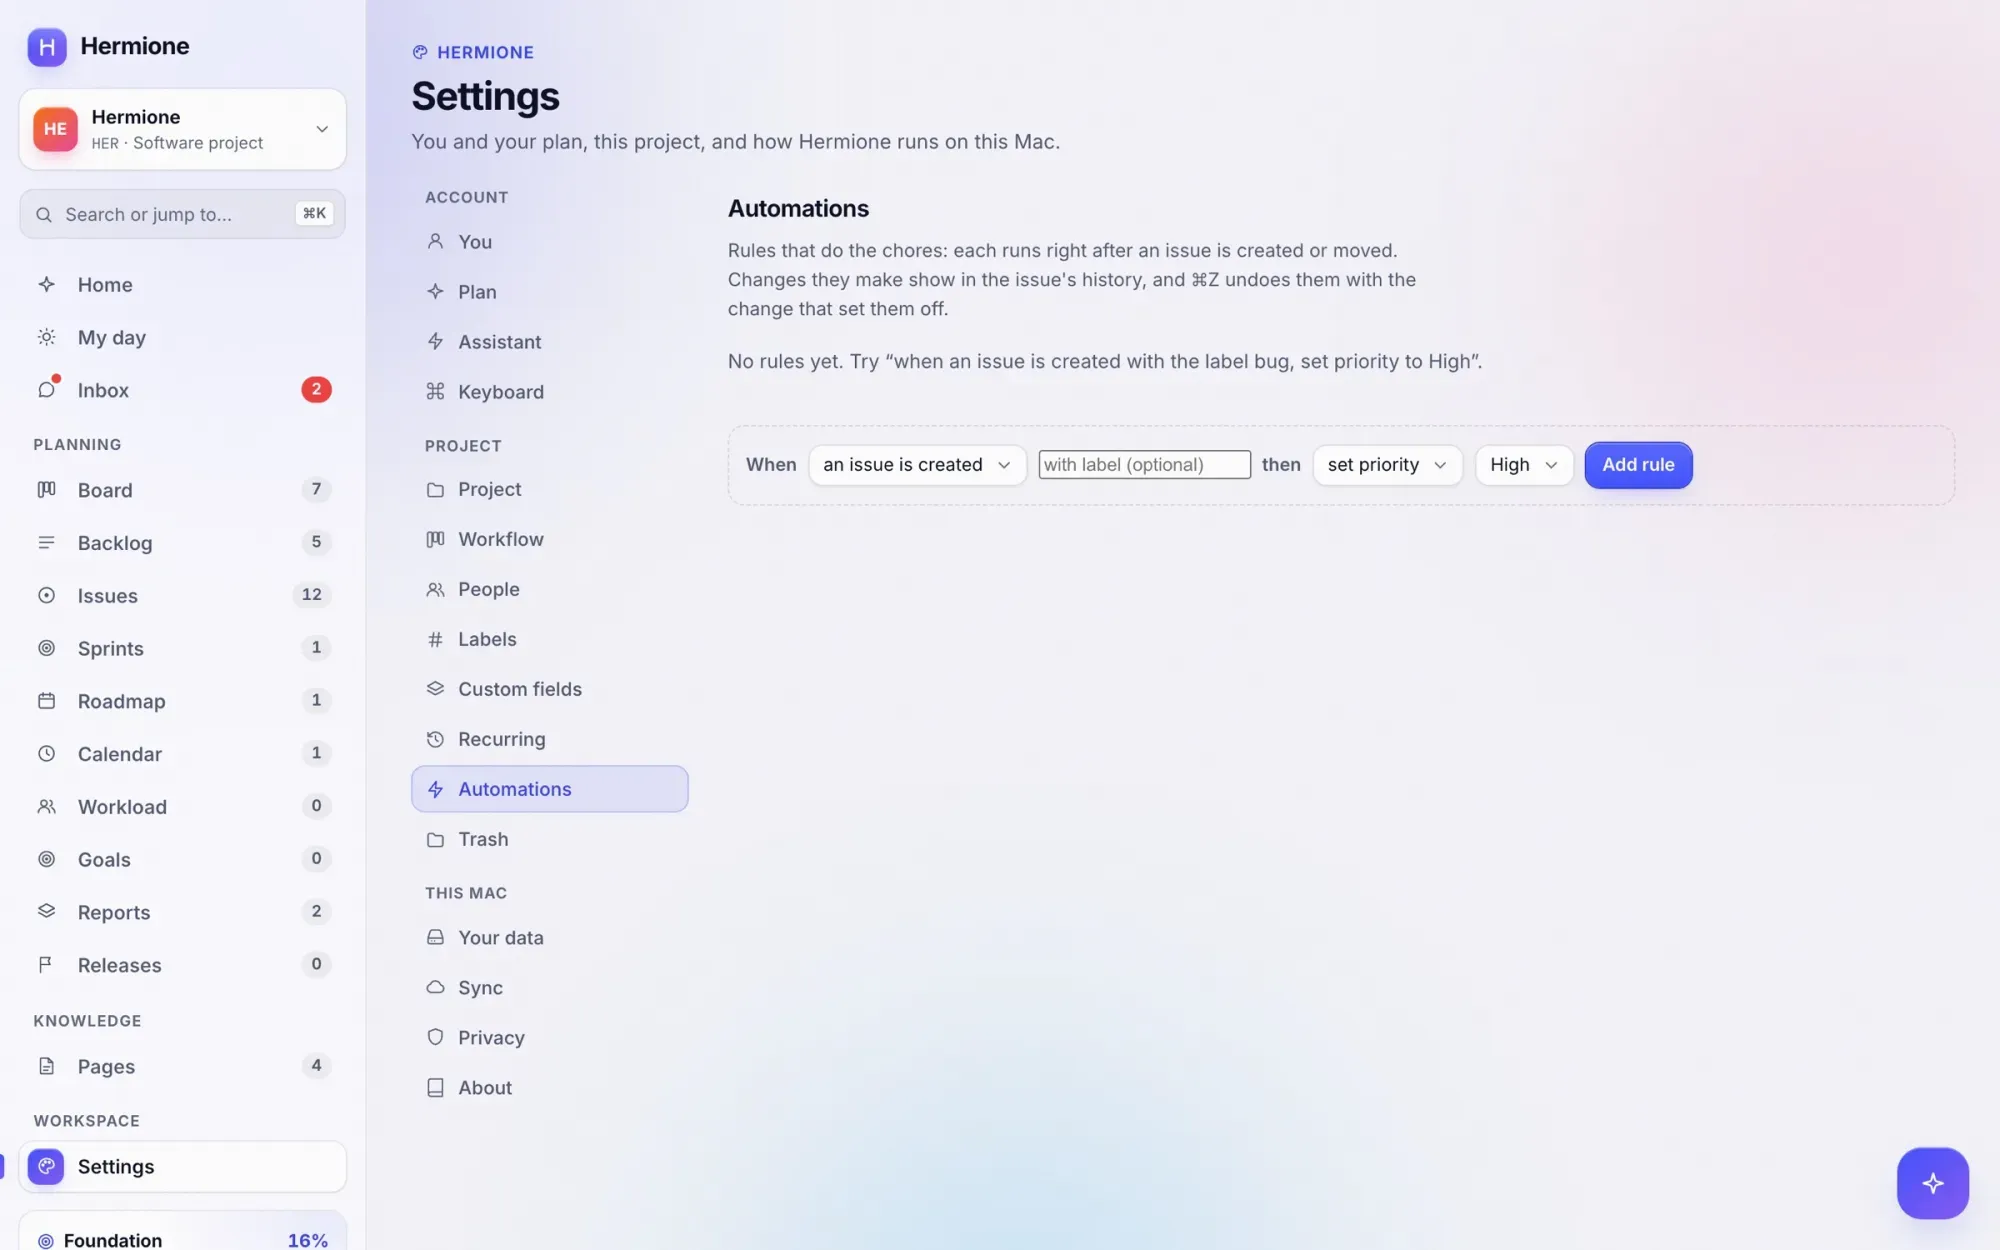 H Hermione
HE Hermione
HER · Software project
Search or jump to... ⌘K
Home
My day
Inbox 2
PLANNING
Board 7
Backlog 5
Issues 12
Sprints 1
Roadmap 1
Calendar 1
Workload 0
Goals 0
Reports 2
Releases 0
KNOWLEDGE
Pages 4
WORKSPACE
Settings
Foundation 16%
HERMIONE
Settings
You and your plan, this project, and how Hermione runs on this Mac.
ACCOUNT
You
Plan
Assistant
Keyboard
PROJECT
Project
Workflow
People
Labels
Custom fields
Recurring
Automations
Trash
THIS MAC
Your data
Sync
Privacy
About
Automations
Rules that do the chores: each runs right after an issue is created or moved.
Changes they make show in the issue's history, and ⌘Z undoes them with the
change that set them off.
No rules yet. Try “when an issue is created with the label bug, set priority to High”.
When an issue is created with label (optional) then set priority High Add rule